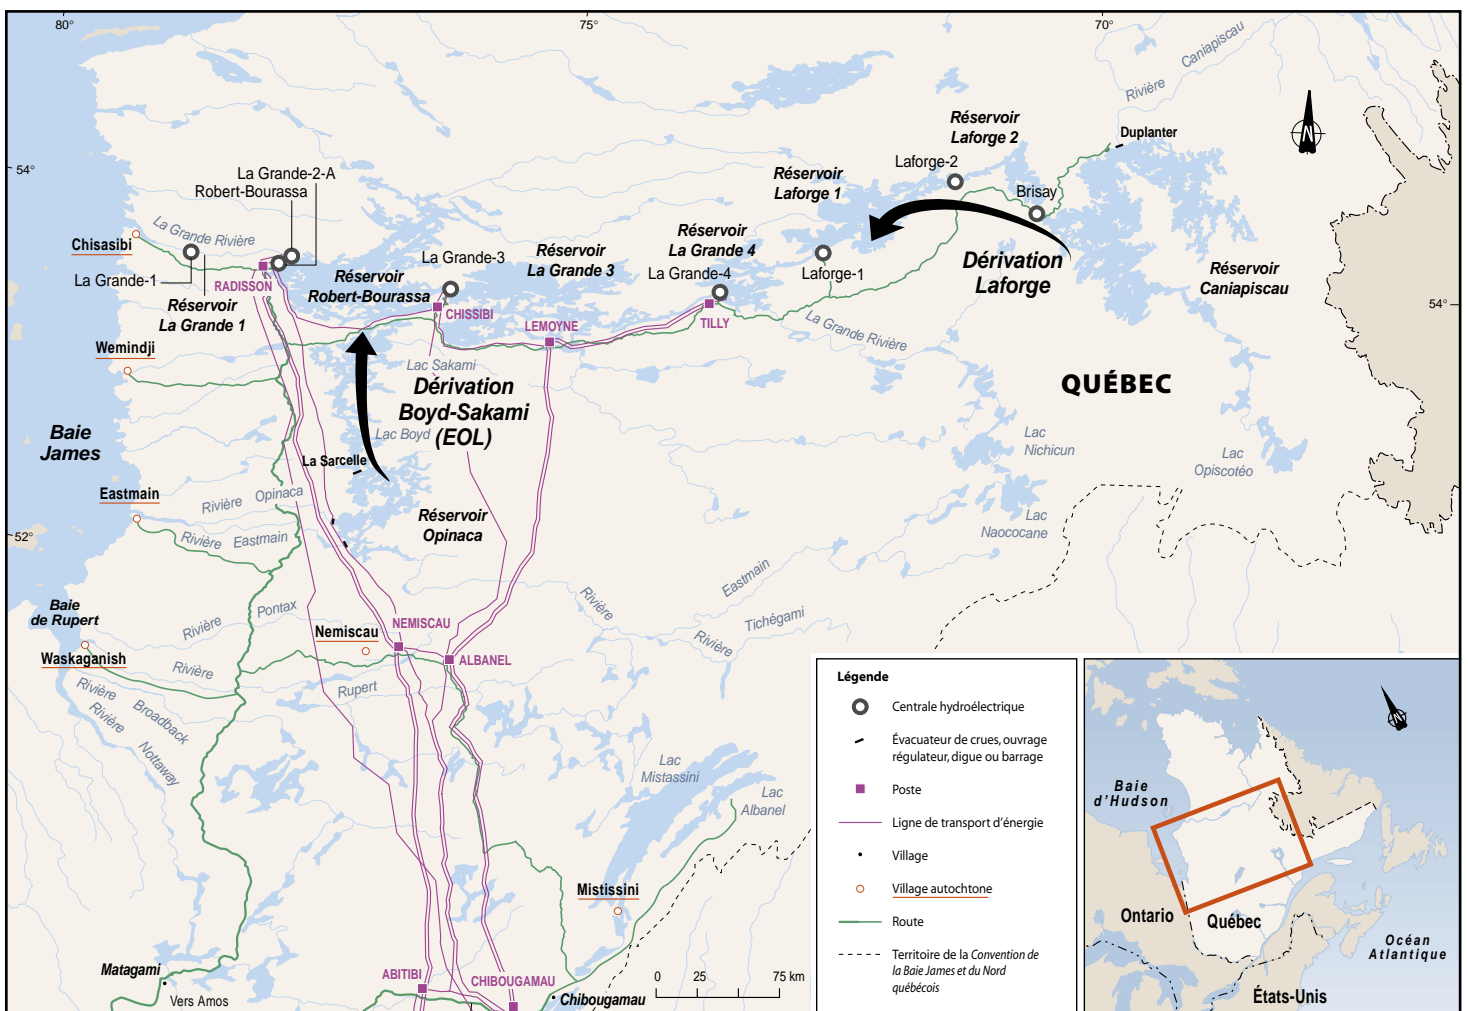 80°
75°
70°
Rivière Caniapiscau
Réservoir
Laforge 2
Duplanter
54°
La Grande-2-A
Robert-Bourassa
Réservoir
Laforge 1
Laforge-2
Brisay
La Grande Rivière
Chisasibi
La Grande-1
Réservoir
La Grande 1
RADISSON
Réservoir
Robert-Bourassa
La Grande-3
CHISSIBI
Réservoir
La Grande 3
LEMOYNE
Réservoir
La Grande 4
La Grande-4
TILLY
Laforge-1
La Grande Rivière
Dérivation
Laforge
Réservoir
Caniapiscau
54°
Wemindji
Lac Sakami
Dérivation
Boyd-Sakami
(EOL)
Lac Boyd
La Sarcelle
QUÉBEC
Baie
James
Lac
Nichicun
Lac
Opiscotéo
Eastmain
Rivière Opinaca
Rivière Eastmain
Réservoir
Opinaca
Lac
Naococane
52°
Baie
de Rupert
Rivière Pontax
Nemiscau
NEMISCAU
ALBANEL
Rivière Eastmain
Rivière Tichégami
Waskaganish
Rivière Rupert
Rivière Broadback
Rivière Nottaway
Lac
Mistassini
Lac
Albanel
Mistissini
Matagami
Vers Amos
ABITIBI
CHIBOUGAMAU
Chibougamau
0 25 75 km
Légende
Centrale hydroélectrique
Évacuateur de crues, ouvrage
régulateur, digue ou barrage
Poste
Ligne de transport d'énergie
Village
Village autochtone
Route
Territoire de la Convention de
la Baie James et du Nord
québécois
N
Baie
d'Hudson
Ontario
Québec
Océan
Atlantique
États-Unis